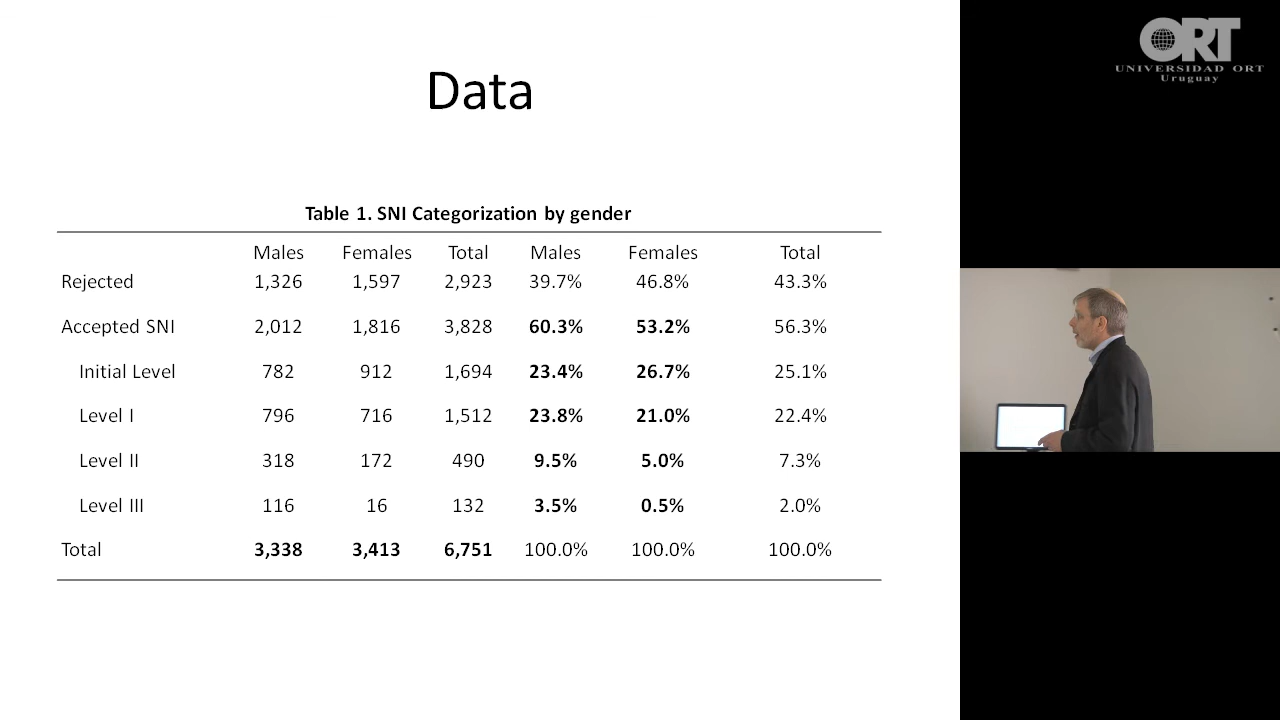 Data
Table 1. SNI Categorization by gender
Males Females Total Males Females Total
Rejected 1,326 1,597 2,923 39.7% 46.8% 43.3%
Accepted SNI 2,012 1,816 3,828 60.3% 53.2% 56.3%
Initial Level 782 912 1,694 23.4% 26.7% 25.1%
Level I 796 716 1,512 23.8% 21.0% 22.4%
Level II 318 172 490 9.5% 5.0% 7.3%
Level III 116 16 132 3.5% 0.5% 2.0%
Total 3,338 3,413 6,751 100.0% 100.0% 100.0%
ORT
UNIVERSIDAD ORT
Uruguay